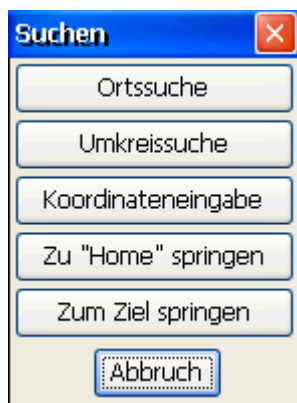 Suchen
Ortssuche
Umkreissuche
Koordinateneingabe
Zu "Home" springen
Zum Ziel springen
Abbruch